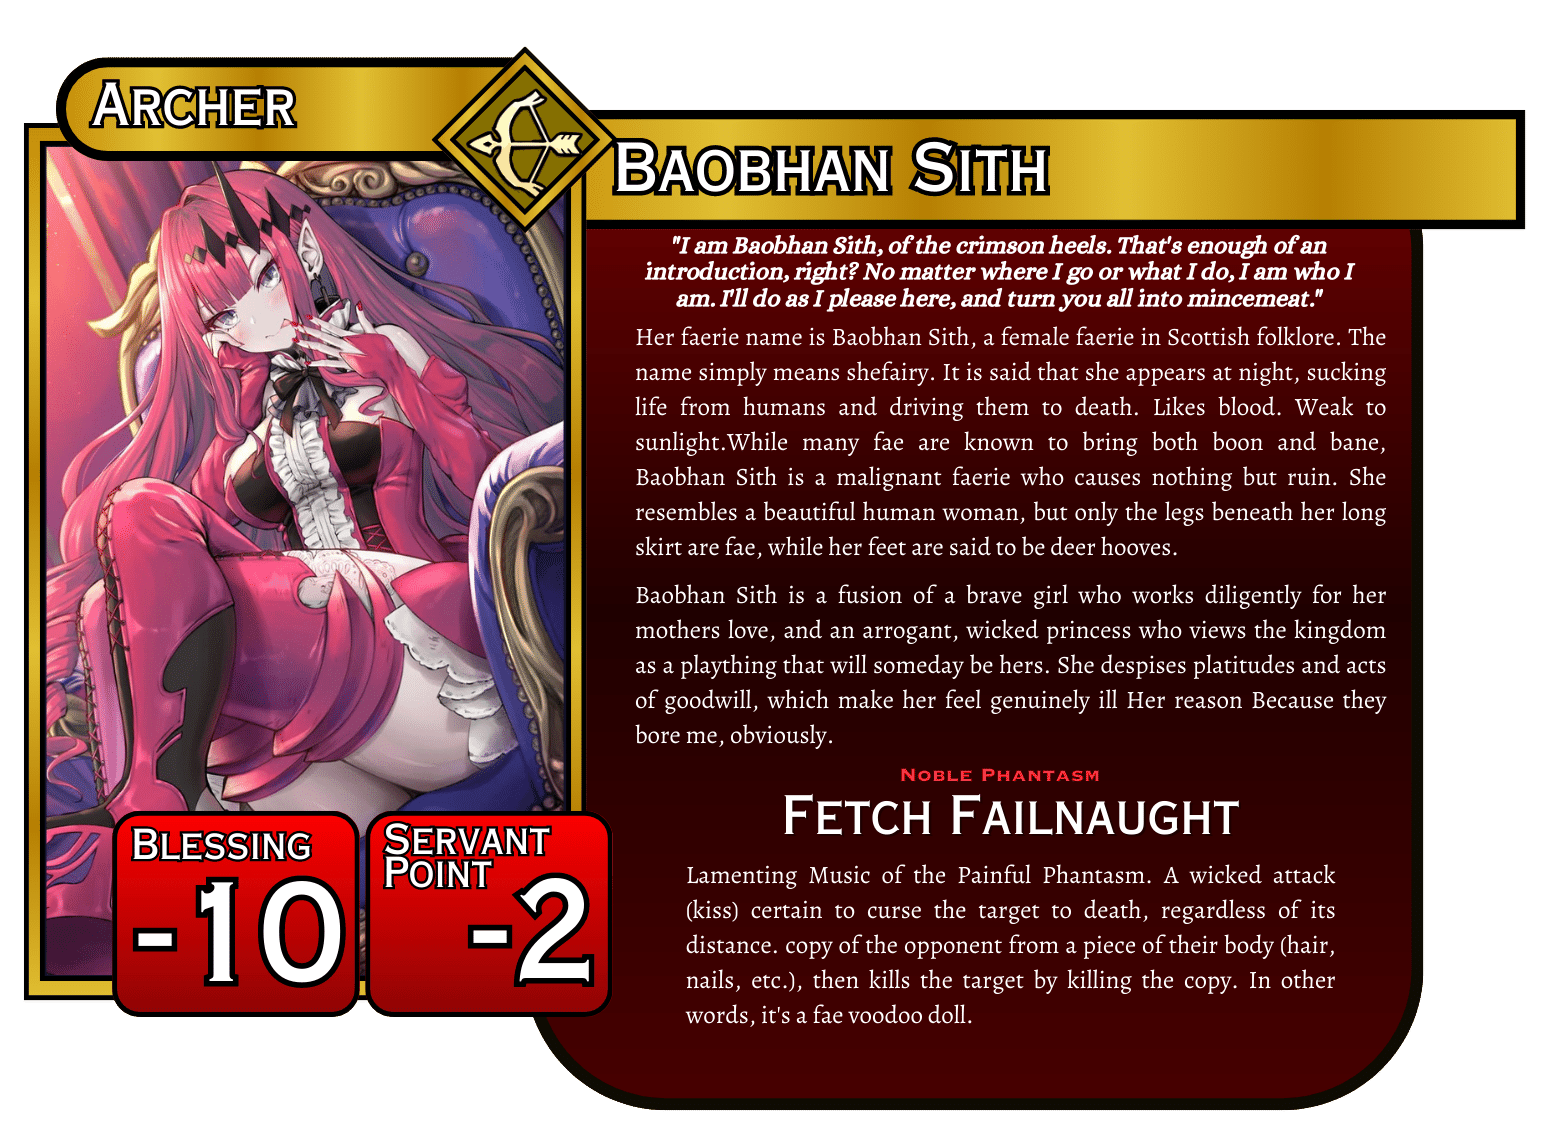 Archer
Baobhan Sith
"I am Baobhan Sìth, of the crimson heels. That's enough of an
introduction, right? No matter where I go or what I do, I am who I
am. I'll do as I please here, and turn you all into mincemeat."
Her faerie name is Baobhan Sith, a female faerie in Scottish folklore. The
name simply means shefairy. It is said that she appears at night, sucking
life from humans and driving them to death. Likes blood. Weak to
sunlight.While many fae are known to bring both boon and bane,
Baobhan Sith is a malignant faerie who causes nothing but ruin. She
resembles a beautiful human woman, but only the legs beneath her long
skirt are fae, while her feet are said to be deer hooves.
Baobhan Sith is a fusion of a brave girl who works diligently for her
mothers love, and an arrogant, wicked princess who views the kingdom
as a plaything that will someday be hers. She despises platitudes and acts
of goodwill, which make her feel genuinely ill Her reason Because they
bore me, obviously.
Noble Phantasm
Fetch Failnaught
Lamenting Music of the Painful Phantasm. A wicked attack
(kiss) certain to curse the target to death, regardless of its
distance. copy of the opponent from a piece of their body (hair,
nails, etc.), then kills the target by killing the copy. In other
words, it's a fae voodoo doll.
Blessing
-10
Servant
Point
-2